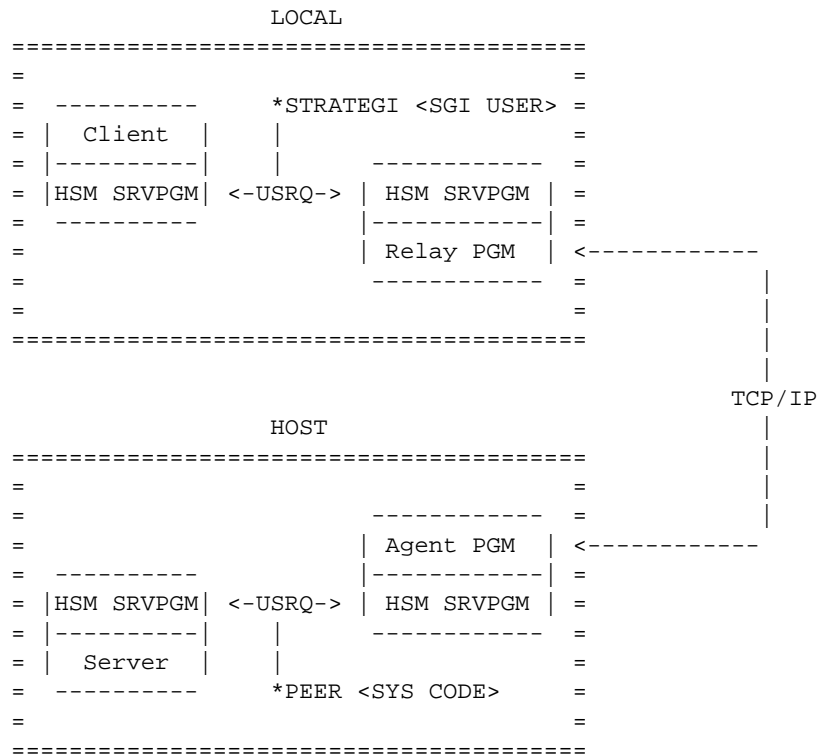 LOCAL
========================================
= =
= ---------- *STRATEGI <SGI USER> =
= | Client | | =
= |----------| | ------------ =
= |HSM SRVPGM| <-USRQ-> | HSM SRVPGM | =
= ---------- |------------| =
= | Relay PGM | <------------
= ------------ = |
= = |
======================================== |
|
TCP/IP
HOST |
======================================== |
= = |
= ------------ = |
= | Agent PGM | <------------
= ---------- |------------| =
= |HSM SRVPGM| <-USRQ-> | HSM SRVPGM | =
= |----------| | ------------ =
= | Server | | =
= ---------- *PEER <SYS CODE> =
= =
========================================